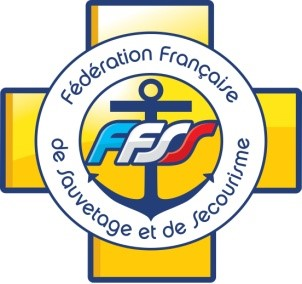 Fédération Française
FFSS
de Sauvetage et de Secourisme